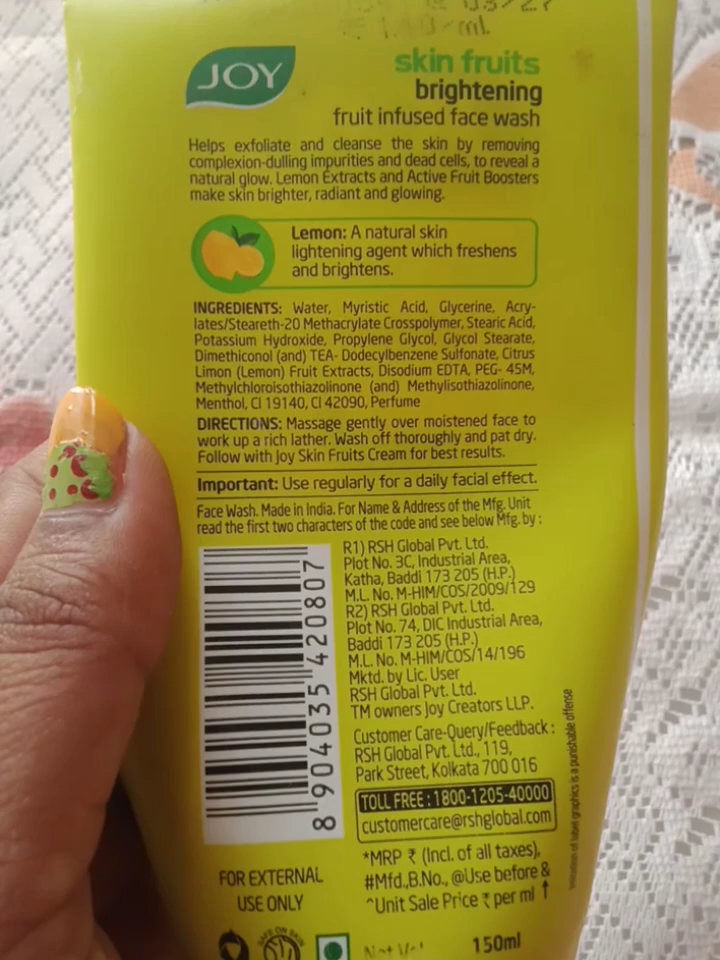 03/27
JOY
skin fruits
brightening
fruit infused face wash
Helps exfoliate and cleanse the skin by removing
complexion-dulling impurities and dead cells, to reveal a
natural glow. Lemon Extracts and Active Fruit Boosters
make skin brighter, radiant and glowing.
Lemon: A natural skin
lightening agent which freshens
and brightens.
INGREDIENTS: Water, Myristic Acid, Glycerine, Acry-
lates/Steareth-20 Methacrylate Crosspolymer, Stearic Acid,
Potassium Hydroxide, Propylene Glycol, Glycol Stearate,
Dimethiconol (and) TEA- Dodecylbenzene Sulfonate, Citrus
Limon (Lemon) Fruit Extracts, Disodium EDTA, PEG- 45M,
Methylchloroisothiazolinone (and) Methylisothiazolinone,
Menthol, CI 19140, CI 42090, Perfume
DIRECTIONS: Massage gently over moistened face to
work up a rich lather. Wash off thoroughly and pat dry.
Follow with Joy Skin Fruits Cream for best results.
Important: Use regularly for a daily facial effect.
Face Wash. Made in India. For Name & Address of the Mfg. Unit
read the first two characters of the code and see below Mfg. by :
R1) RSH Global Pvt. Ltd.
Plot No. 3C, Industrial Area,
Katha, Baddi 173 205 (H.P.)
M.L. No. M-HIM/COS/2009/129
R2) RSH Global Pvt. Ltd.
Plot No. 74, DIC Industrial Area,
Baddi 173 205 (H.P.)
M.L. No. M-HIM/COS/14/196
Mktd. by Lic. User
RSH Global Pvt. Ltd.
TM owners Joy Creators LLP.
Customer Care-Query/Feedback :
RSH Global Pvt. Ltd., 119,
Park Street, Kolkata 700 016
TOLL FREE : 1800-1205-40000
customercare@rshglobal.com
*MRP ₹ (Incl. of all taxes),
#Mfd.,B.No., @Use before &
^Unit Sale Price ₹ per ml ↑
8 904035 420807
Imitation of label graphics is a punishable offense
FOR EXTERNAL
USE ONLY
SAFE ON SKIN
150ml